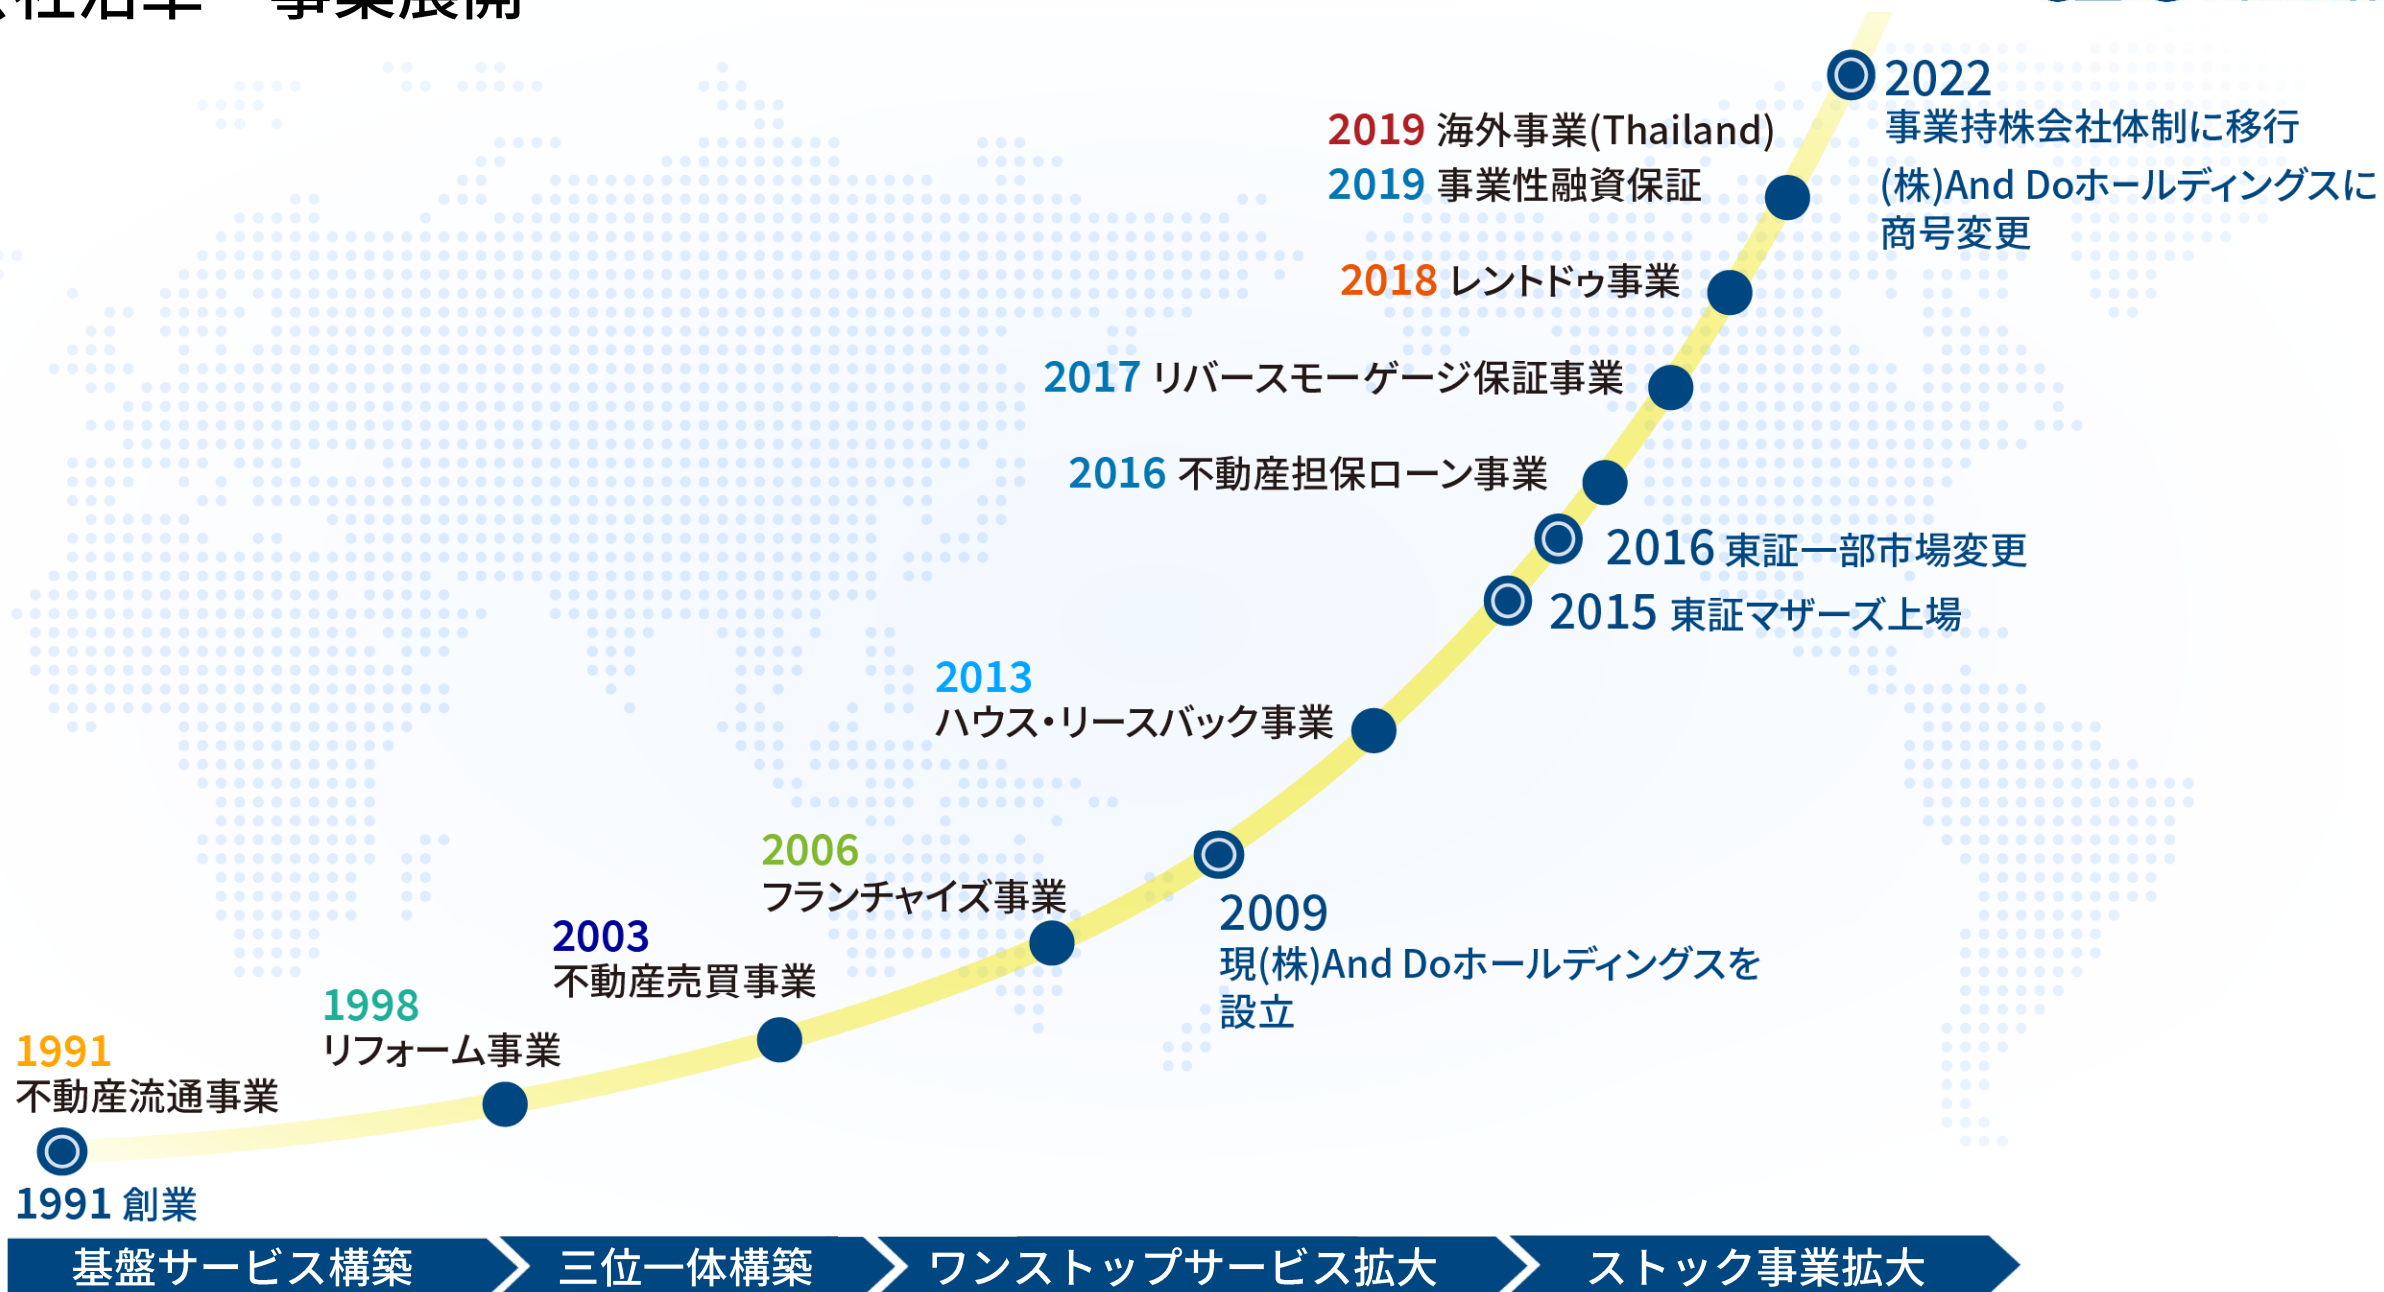 会社沿革 事業展開
2022
事業持株会社体制に移行
(株)And Doホールディングスに
商号変更
2019 海外事業(Thailand)
2019 事業性融資保証
2018 レントドゥ事業
2017 リバースモーゲージ保証事業
2016 不動産担保ローン事業
2016 東証一部市場変更
2015 東証マザーズ上場
2013
ハウス・リースバック事業
2006
フランチャイズ事業
2009
現(株)And Doホールディングスを
設立
2003
不動産売買事業
1998
リフォーム事業
1991
不動産流通事業
1991 創業
基盤サービス構築
三位一体構築
ワンストップサービス拡大
ストック事業拡大